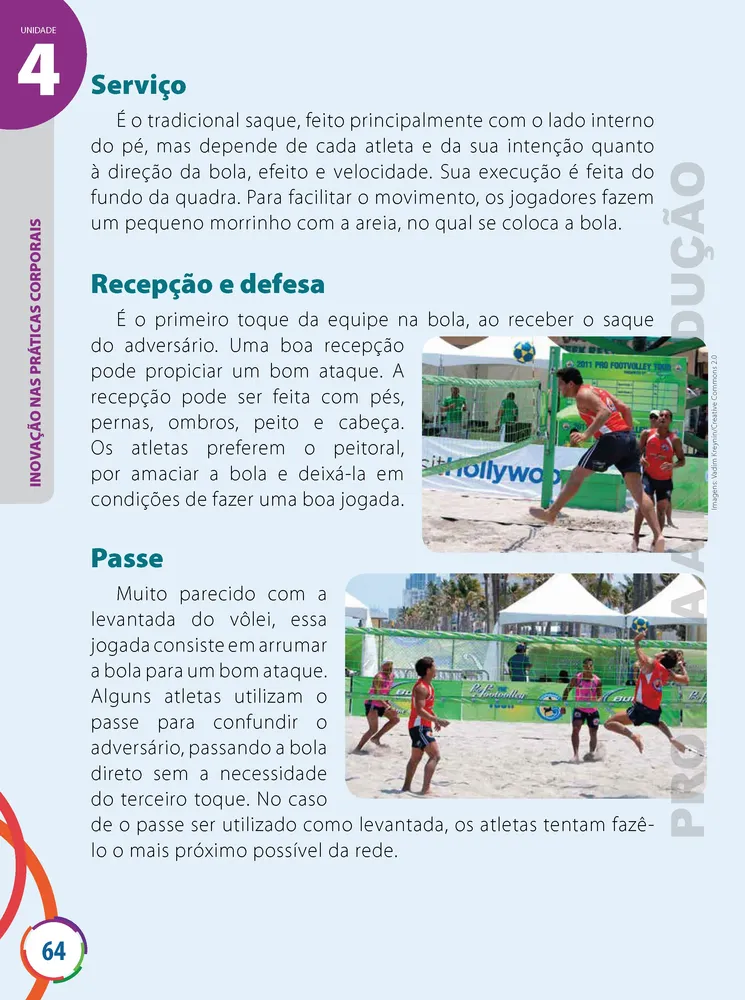 UNIDADE
4
INOVAÇÃO NAS PRÁTICAS CORPORAIS
Serviço
É o tradicional saque, feito principalmente com o lado interno
do pé, mas depende de cada atleta e da sua intenção quanto
à direção da bola, efeito e velocidade. Sua execução é feita do
fundo da quadra. Para facilitar o movimento, os jogadores fazem
um pequeno morrinho com a areia, no qual se coloca a bola.
Recepção e defesa
É o primeiro toque da equipe na bola, ao receber o saque
do adversário. Uma boa recepção
pode propiciar um bom ataque. A
recepção pode ser feita com pés,
pernas, ombros, peito e cabeça.
Os atletas preferem o peitoral,
por amaciar a bola e deixá-la em
condições de fazer uma boa jogada.
2011 PRO FOOTVOLLEY TOUR
Hollywoo
Imagens: Vadim Kreynin/Creative Commons 2.0
Passe
Muito parecido com a
levantada do vôlei, essa
jogada consiste em arrumar
a bola para um bom ataque.
Alguns atletas utilizam o
passe para confundir o
adversário, passando a bola
direto sem a necessidade
do terceiro toque. No caso
de o passe ser utilizado como levantada, os atletas tentam fazê-
lo o mais próximo possível da rede.
Footvolley
TOUR
PRO A A DUÇÃO
64